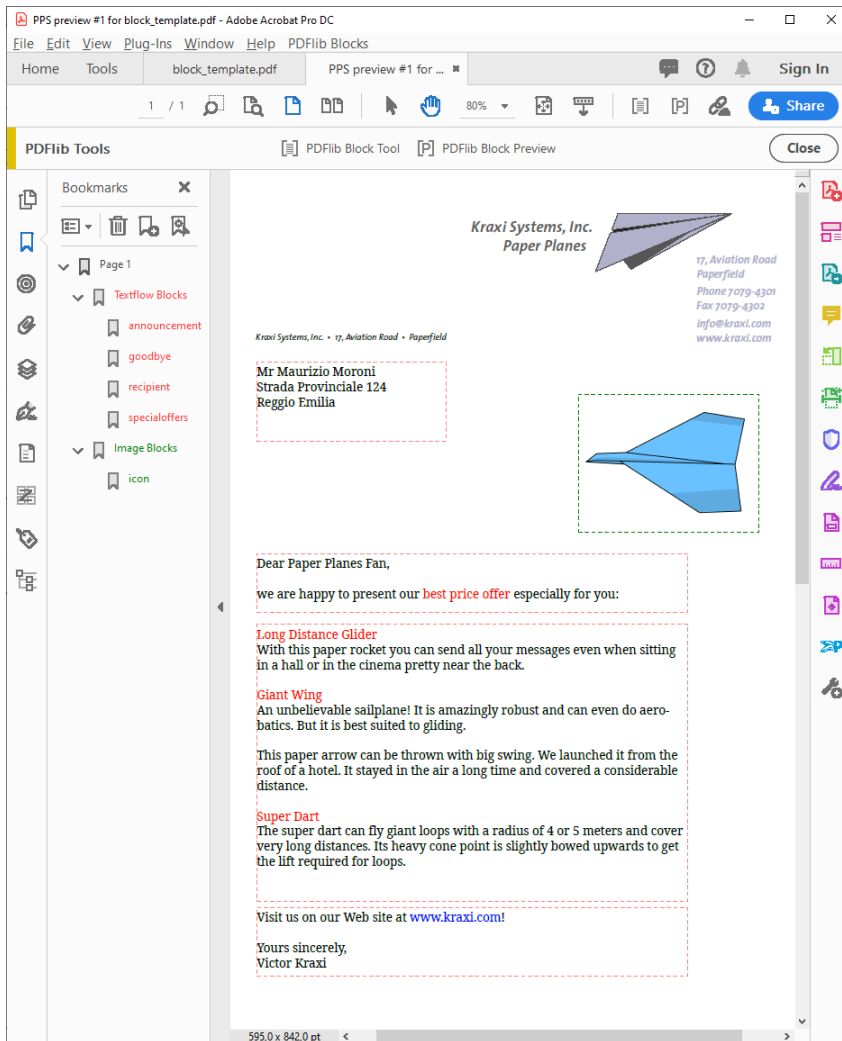 PPS preview #1 for block_template.pdf - Adobe Acrobat Pro DC
File Edit View Plug-Ins Window Help PDFlib Blocks
Home Tools block_template.pdf PPS preview #1 for ... Sign In
1 / 1 80% Share
PDFlib Tools PDFlib Block Tool PDFlib Block Preview Close
Bookmarks
Page 1
Textflow Blocks
announcement
goodbye
recipient
specialoffers
Image Blocks
icon
Kraxi Systems, Inc.
Paper Planes
17, Aviation Road
Paperfield
Phone 7079-4301
Fax 7079-4302
info@kraxi.com
www.kraxi.com
Kraxi Systems, Inc. • 17, Aviation Road • Paperfield
Mr Maurizio Moroni
Strada Provinciale 124
Reggio Emilia
Dear Paper Planes Fan,
we are happy to present our best price offer especially for you:
Long Distance Glider
With this paper rocket you can send all your messages even when sitting
in a hall or in the cinema pretty near the back.
Giant Wing
An unbelievable sailplane! It is amazingly robust and can even do aero-
batics. But it is best suited to gliding.
This paper arrow can be thrown with big swing. We launched it from the
roof of a hotel. It stayed in the air a long time and covered a considerable
distance.
Super Dart
The super dart can fly giant loops with a radius of 4 or 5 meters and cover
very long distances. Its heavy cone point is slightly bowed upwards to get
the lift required for loops.
Visit us on our Web site at www.kraxi.com!
Yours sincerely,
Victor Kraxi
595.0 x 842.0 pt